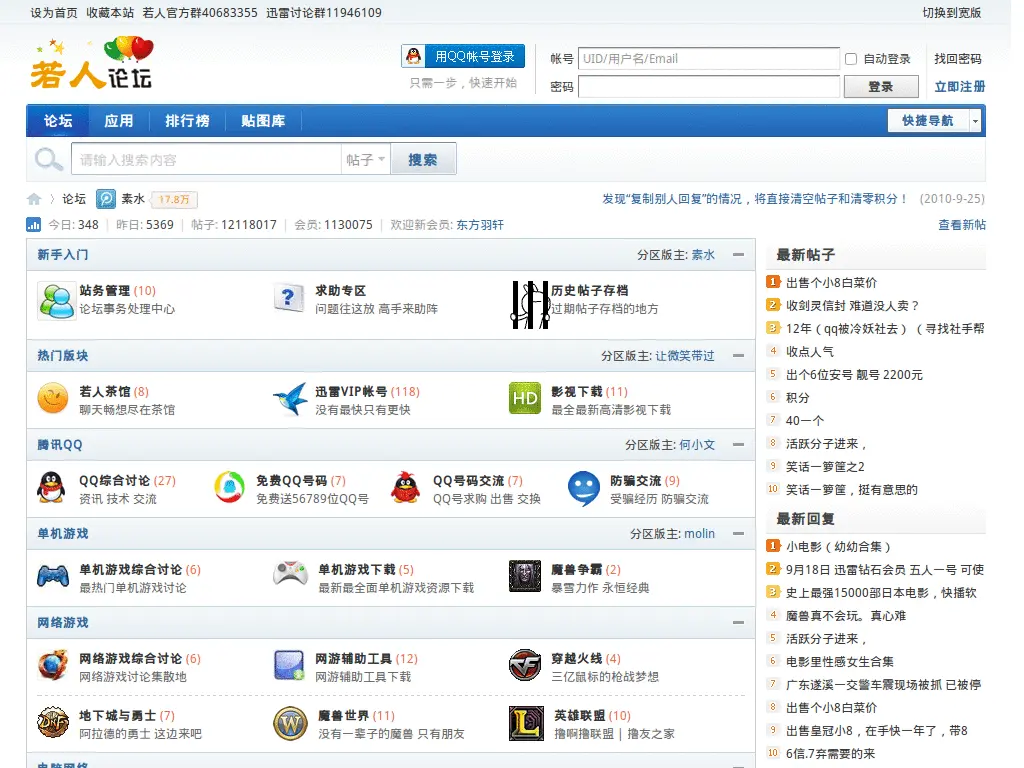 设为首页 收藏本站 若人官方群40683355 迅雷讨论群11946109 切换到宽版
若人论坛
用QQ帐号登录 帐号 UID/用户名/Email 自动登录 找回密码
只需一步，快速开始 密码 登录 立即注册
论坛 应用 排行榜 贴图库 快捷导航
请输入搜索内容 帖子 搜索
论坛 素水 17.8万 发现“复制别人回复”的情况，将直接清空帖子和清零积分！ (2010-9-25)
今日: 348 昨日: 5369 帖子: 12118017 会员: 1130075 欢迎新会员: 东方羽轩 查看新帖
新手入门 分区版主: 素水
站务管理 (10) 求助专区 历史帖子存档
论坛事务处理中心 问题往这放 高手来助阵 过期帖子存档的地方
热门版块 分区版主: 让微笑带过
若人茶馆 (8) 迅雷VIP帐号 (118) 影视下载 (11)
聊天畅想尽在茶馆 没有最快只有更快 最全最新高清影视下载
HD
腾讯QQ 分区版主: 何小文
QQ综合讨论 (27) 免费QQ号码 (7) QQ号码交流 (7) 防骗交流 (9)
资讯 技术 交流 免费送56789位QQ号 QQ号求购 出售 交换 受骗经历 防骗交流
单机游戏 分区版主: molin
单机游戏综合讨论 (6) 单机游戏下载 (5) 魔兽争霸 (2)
最热门单机游戏讨论 最新最全面单机游戏资源下载 暴雪力作 永恒经典
网络游戏
网络游戏综合讨论 (6) 网游辅助工具 (12) 穿越火线 (4)
网络游戏讨论集散地 网游辅助工具下载 三亿鼠标的枪战梦想
地下城与勇士 (7) 魔兽世界 (11) 英雄联盟 (10)
阿拉德的勇士 这边来吧 没有一辈子的魔兽 只有朋友 撸啊撸联盟 | 撸友之家
最新帖子
1 出售个小8白菜价
2 收剑灵信封 难道没人卖？
3 12年（qq被冷妖社去）（寻找社手帮
4 收点人气
5 出个6位安号 靓号 2200元
6 积分
7 40一个
8 活跃分子进来，
9 笑话一箩筐之2
10 笑话一箩筐，挺有意思的
最新回复
1 小电影（幼幼合集）
2 9月18日 迅雷钻石会员 五人一号 可使
3 史上最强15000部日本电影，快播软
4 魔兽真不会玩。真心难
5 活跃分子进来，
6 电影里性感女生合集
7 广东遂溪一交警车震现场被抓 已被停
8 出售个小8白菜价
9 出售皇冠小8，在手快一年了，带8
10 6信.7弃需要的来